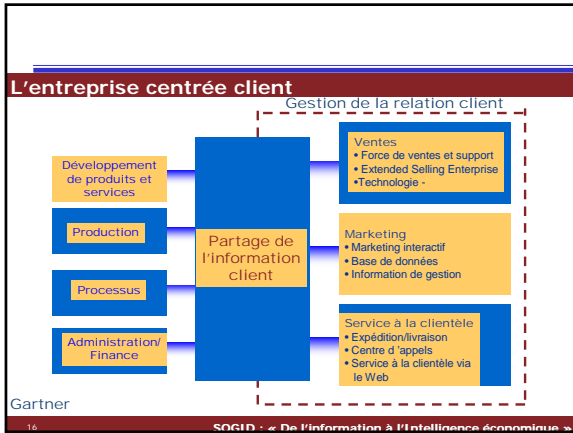 L'entreprise centrée client
Gestion de la relation client
Développement
de produits et
services
Production
Processus
Administration/
Finance
Partage de
l'information
client
Ventes
• Force de ventes et support
• Extended Selling Enterprise
•Technologie -
Marketing
• Marketing interactif
• Base de données
• Information de gestion
Service à la clientèle
• Expédition/livraison
• Centre d 'appels
• Service à la clientèle via
le Web
Gartner
16
SOGID : « De l'information à l'Intelligence économique »